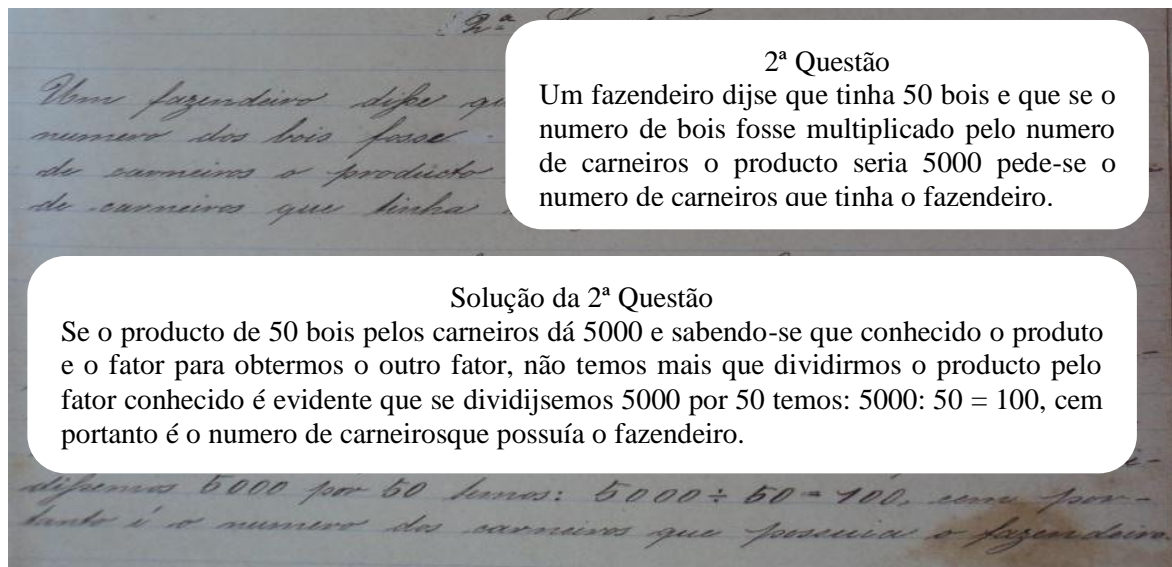 2ª
Um fazendeiro disse
numero dos bois fosse
de carneiros o producto
de carneiros que tinha
2ª Questão
Um fazendeiro dijse que tinha 50 bois e que se o
numero de bois fosse multiplicado pelo numero
de carneiros o producto seria 5000 pede-se o
numero de carneiros que tinha o fazendeiro.
Solução da 2ª Questão
Se o producto de 50 bois pelos carneiros dá 5000 e sabendo-se que conhecido o produto
e o fator para obtermos o outro fator, não temos mais que dividirmos o producto pelo
fator conhecido é evidente que se dividijsemos 5000 por 50 temos: 5000: 50 = 100, cem
portanto é o numero de carneirosque possuía o fazendeiro.
dissemos 5000 por 50 temos: 5000 ÷ 50 = 100, cem por-
tanto é o numero dos carneiros que possuia o fazendeiro.